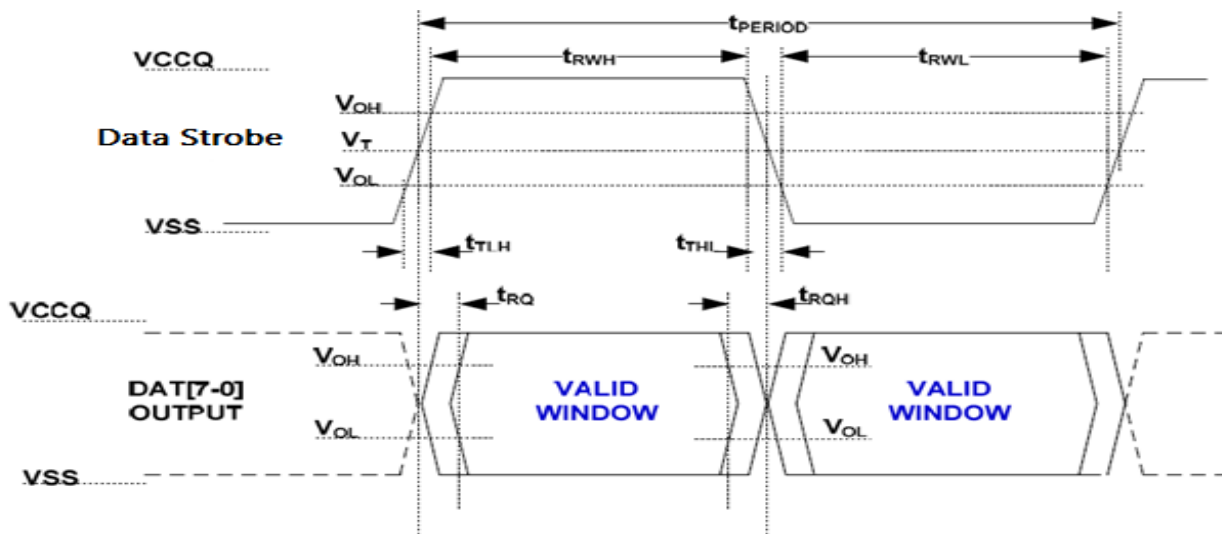 tPERIOD
VCCQ
tRWH
tRWL
VOH
Data Strobe
VT
VOL
VSS
tTLH
tTHL
VCCQ
tRQ
tRQH
VOH
VOH
DAT[7-0]
OUTPUT
VALID
WINDOW
VALID
WINDOW
VOL
VOL
VSS